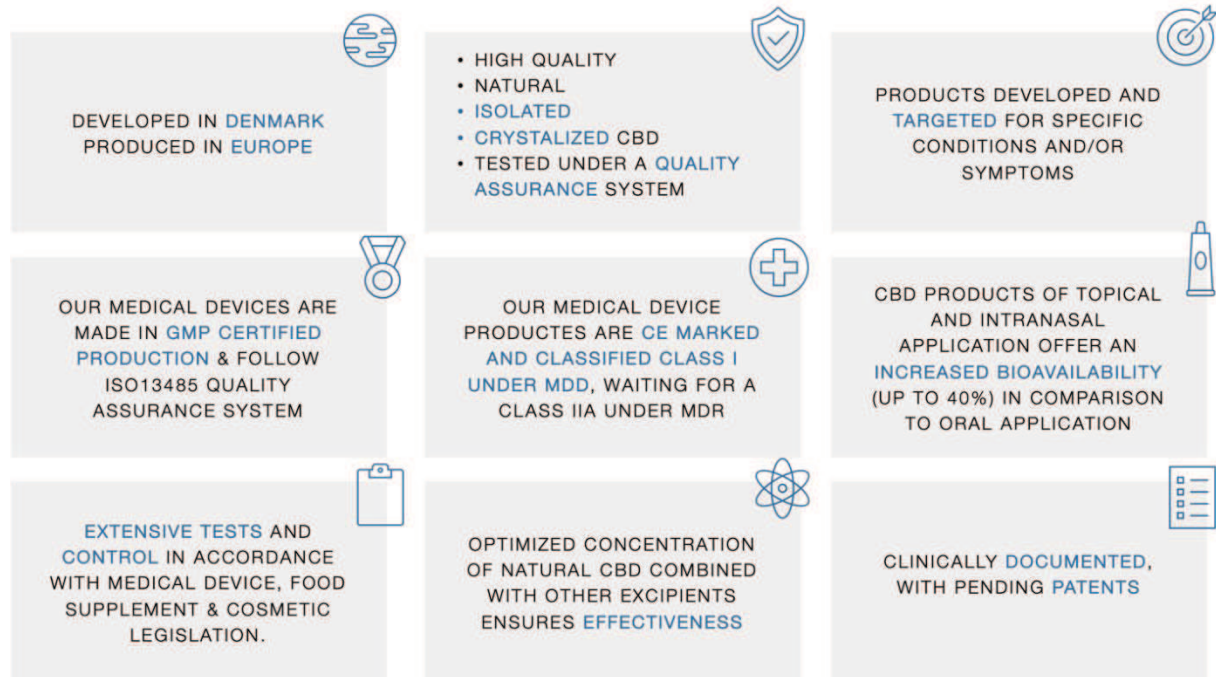 DEVELOPED IN DENMARK
PRODUCED IN EUROPE
• HIGH QUALITY
• NATURAL
• ISOLATED
• CRYSTALIZED CBD
• TESTED UNDER A QUALITY
ASSURANCE SYSTEM
PRODUCTS DEVELOPED AND
TARGETED FOR SPECIFIC
CONDITIONS AND/OR
SYMPTOMS
OUR MEDICAL DEVICES ARE
MADE IN GMP CERTIFIED
PRODUCTION & FOLLOW
ISO13485 QUALITY
ASSURANCE SYSTEM
OUR MEDICAL DEVICE
PRODUCTES ARE CE MARKED
AND CLASSIFIED CLASS I
UNDER MDD, WAITING FOR A
CLASS IIA UNDER MDR
CBD PRODUCTS OF TOPICAL
AND INTRANASAL
APPLICATION OFFER AN
INCREASED BIOAVAILABILITY
(UP TO 40%) IN COMPARISON
TO ORAL APPLICATION
EXTENSIVE TESTS AND
CONTROL IN ACCORDANCE
WITH MEDICAL DEVICE, FOOD
SUPPLEMENT & COSMETIC
LEGISLATION.
OPTIMIZED CONCENTRATION
OF NATURAL CBD COMBINED
WITH OTHER EXCIPIENTS
ENSURES EFFECTIVENESS
CLINICALLY DOCUMENTED,
WITH PENDING PATENTS